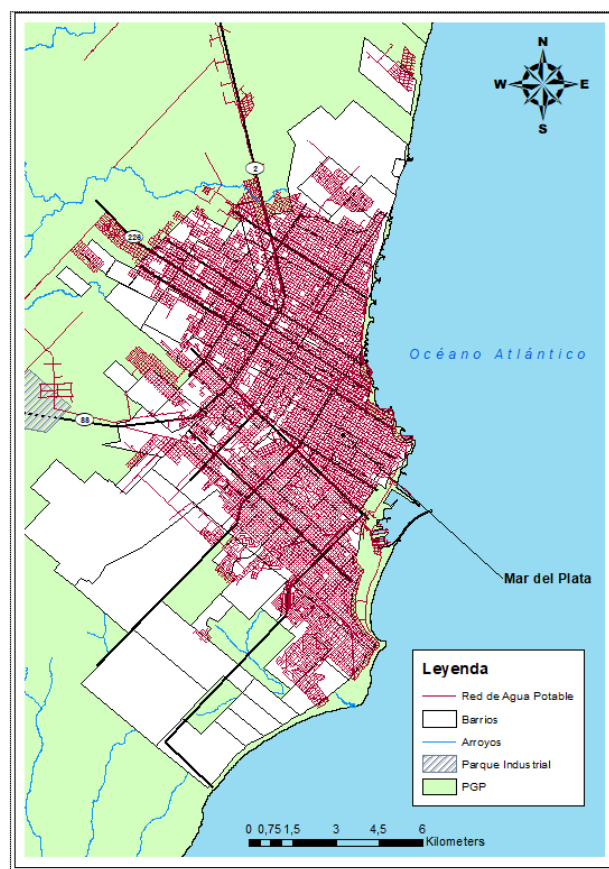 N
W E
S
2
226
Océano Atlántico
88
Mar del Plata
Leyenda
Red de Agua Potable
Barrios
Arroyos
Parque Industrial
PGP
0 0,75 1,5 3 4,5 6
Kilometers